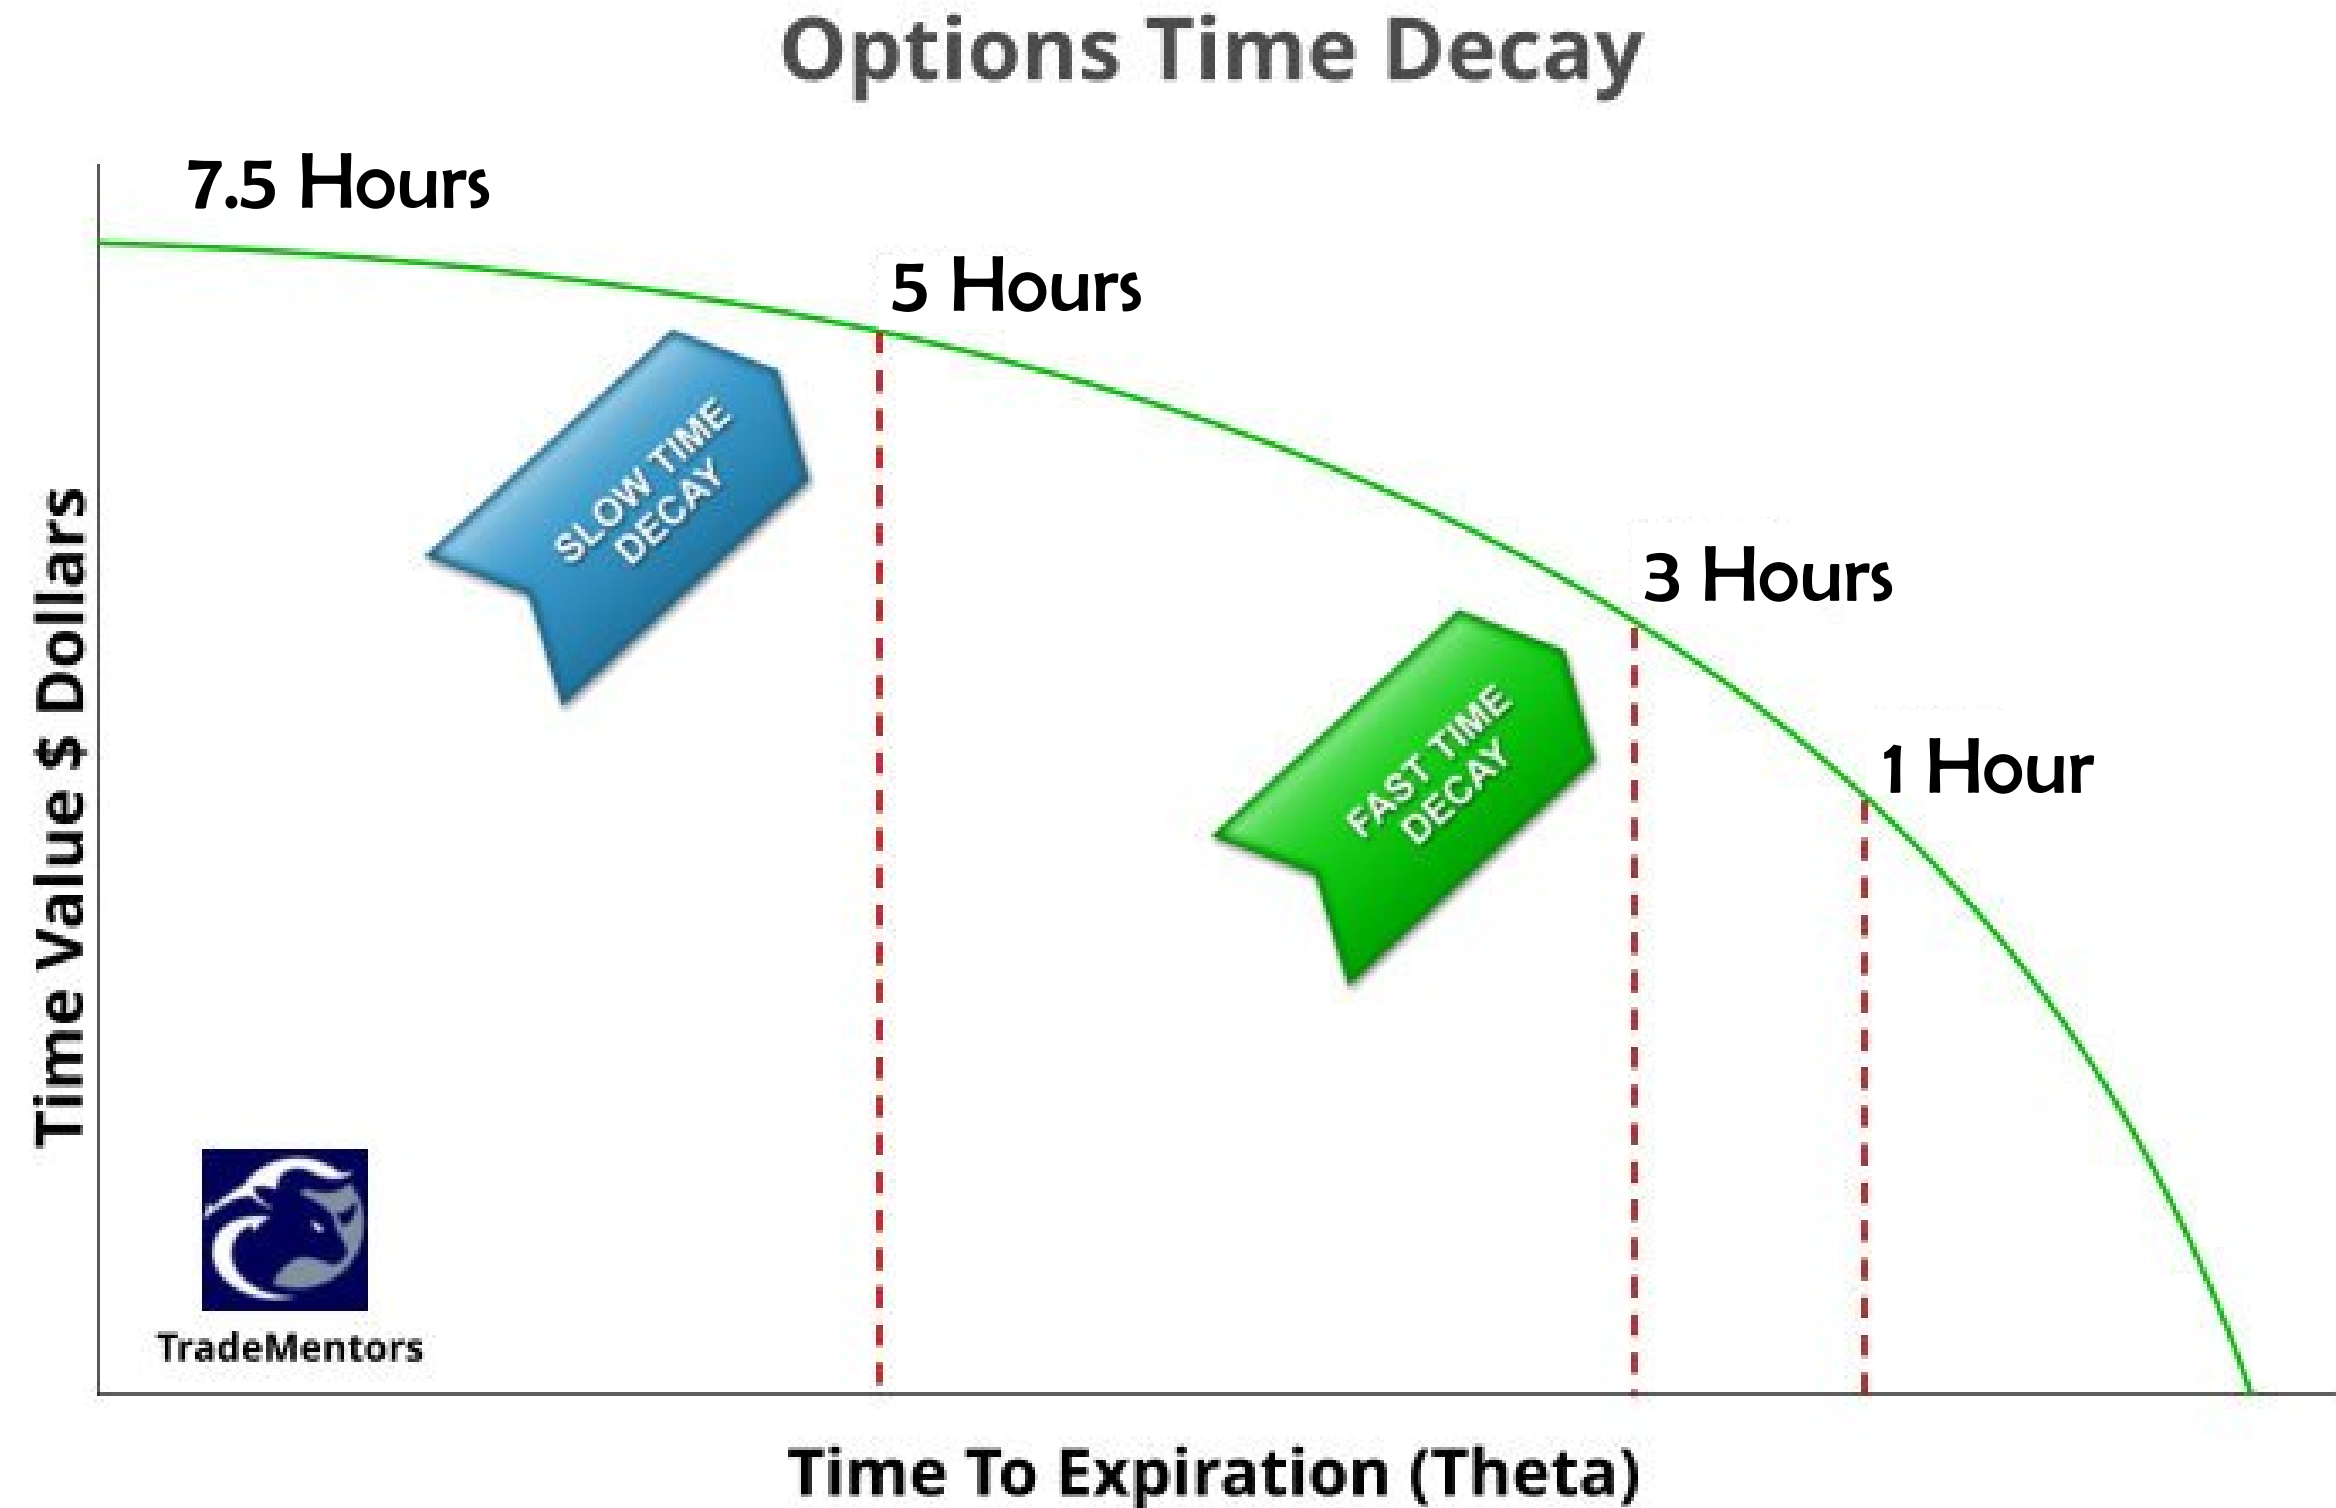 Options Time Decay
7.5 Hours
5 Hours
SLOW TIME
DECAY
3 Hours
FAST TIME
DECAY
1 Hour
Time Value $ Dollars
TradeMentors
Time To Expiration (Theta)